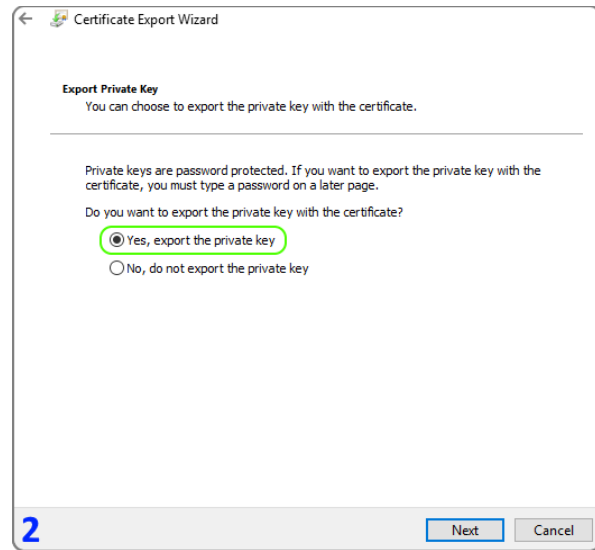 Certificate Export Wizard
Export Private Key
You can choose to export the private key with the certificate.
Private keys are password protected. If you want to export the private key with the
certificate, you must type a password on a later page.
Do you want to export the private key with the certificate?
Yes, export the private key
No, do not export the private key
2
Next
Cancel